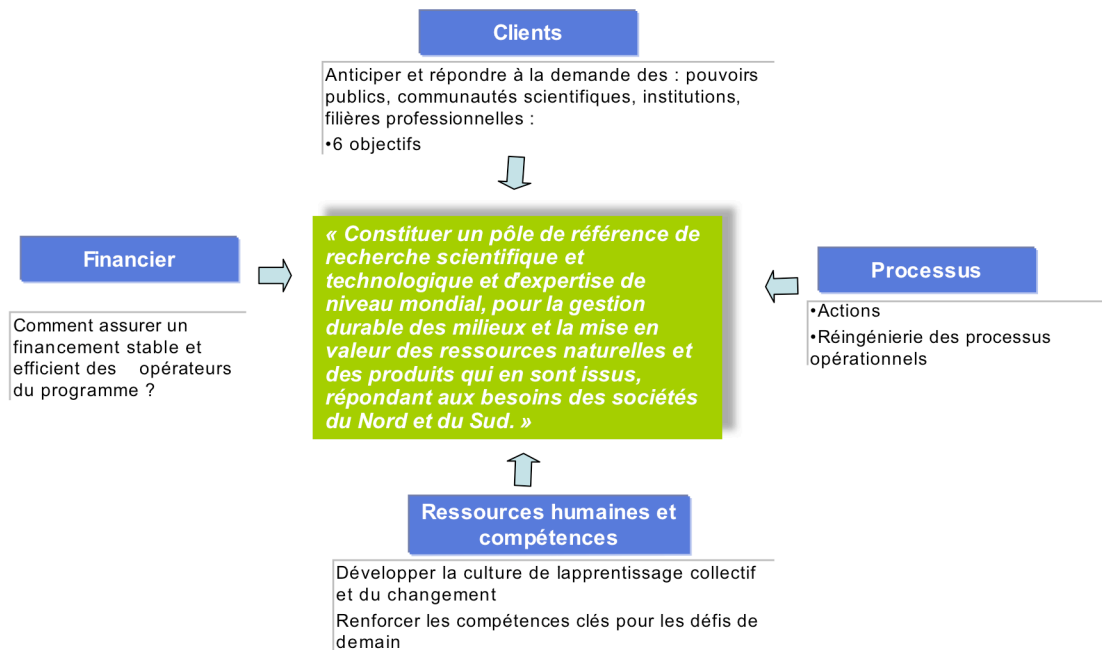 Clients
Anticiper et répondre à la demande des : pouvoirs
publics, communautés scientifiques, institutions,
filières professionnelles :
•6 objectifs
Financier
Comment assurer un
financement stable et
efficient des opérateurs
du programme ?
« Constituer un pôle de référence de
recherche scientifique et
technologique et d'expertise de
niveau mondial, pour la gestion
durable des milieux et la mise en
valeur des ressources naturelles et
des produits qui en sont issus,
répondant aux besoins des sociétés
du Nord et du Sud. »
Processus
•Actions
•Réingénierie des processus
opérationnels
Ressources humaines et
compétences
Développer la culture de lapprentissage collectif
et du changement
Renforcer les compétences clés pour les défis de
demain